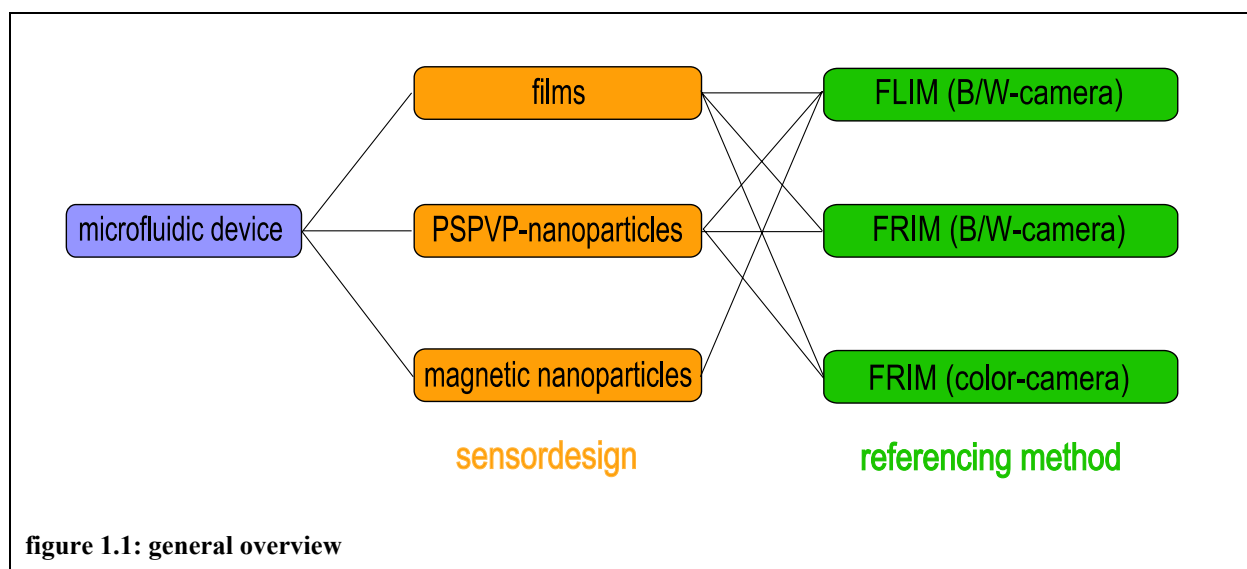 films
FLIM (B/W-camera)
microfluidic device
PSPVP-nanoparticles
FRIM (B/W-camera)
magnetic nanoparticles
FRIM (color-camera)
sensordesign
referencing method
figure 1.1: general overview